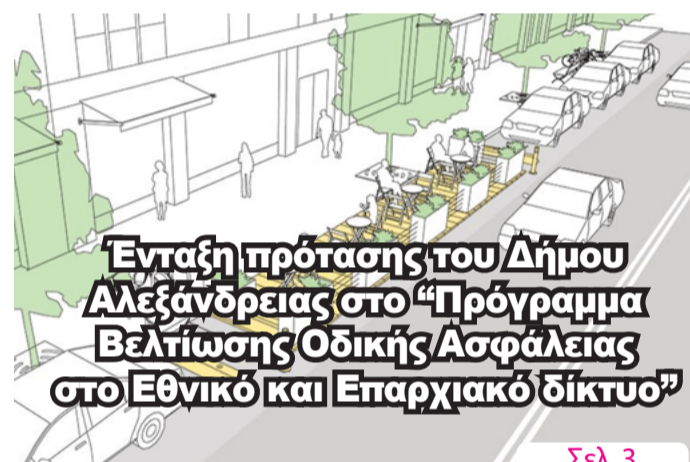 Ένταξη πρότασης του Δήμου
Αλεξάνδρειας στο “Πρόγραμμα
Βελτίωσης Οδικής Ασφάλειας
στο Εθνικό και Επαρχιακό δίκτυο”
Σελ. 3